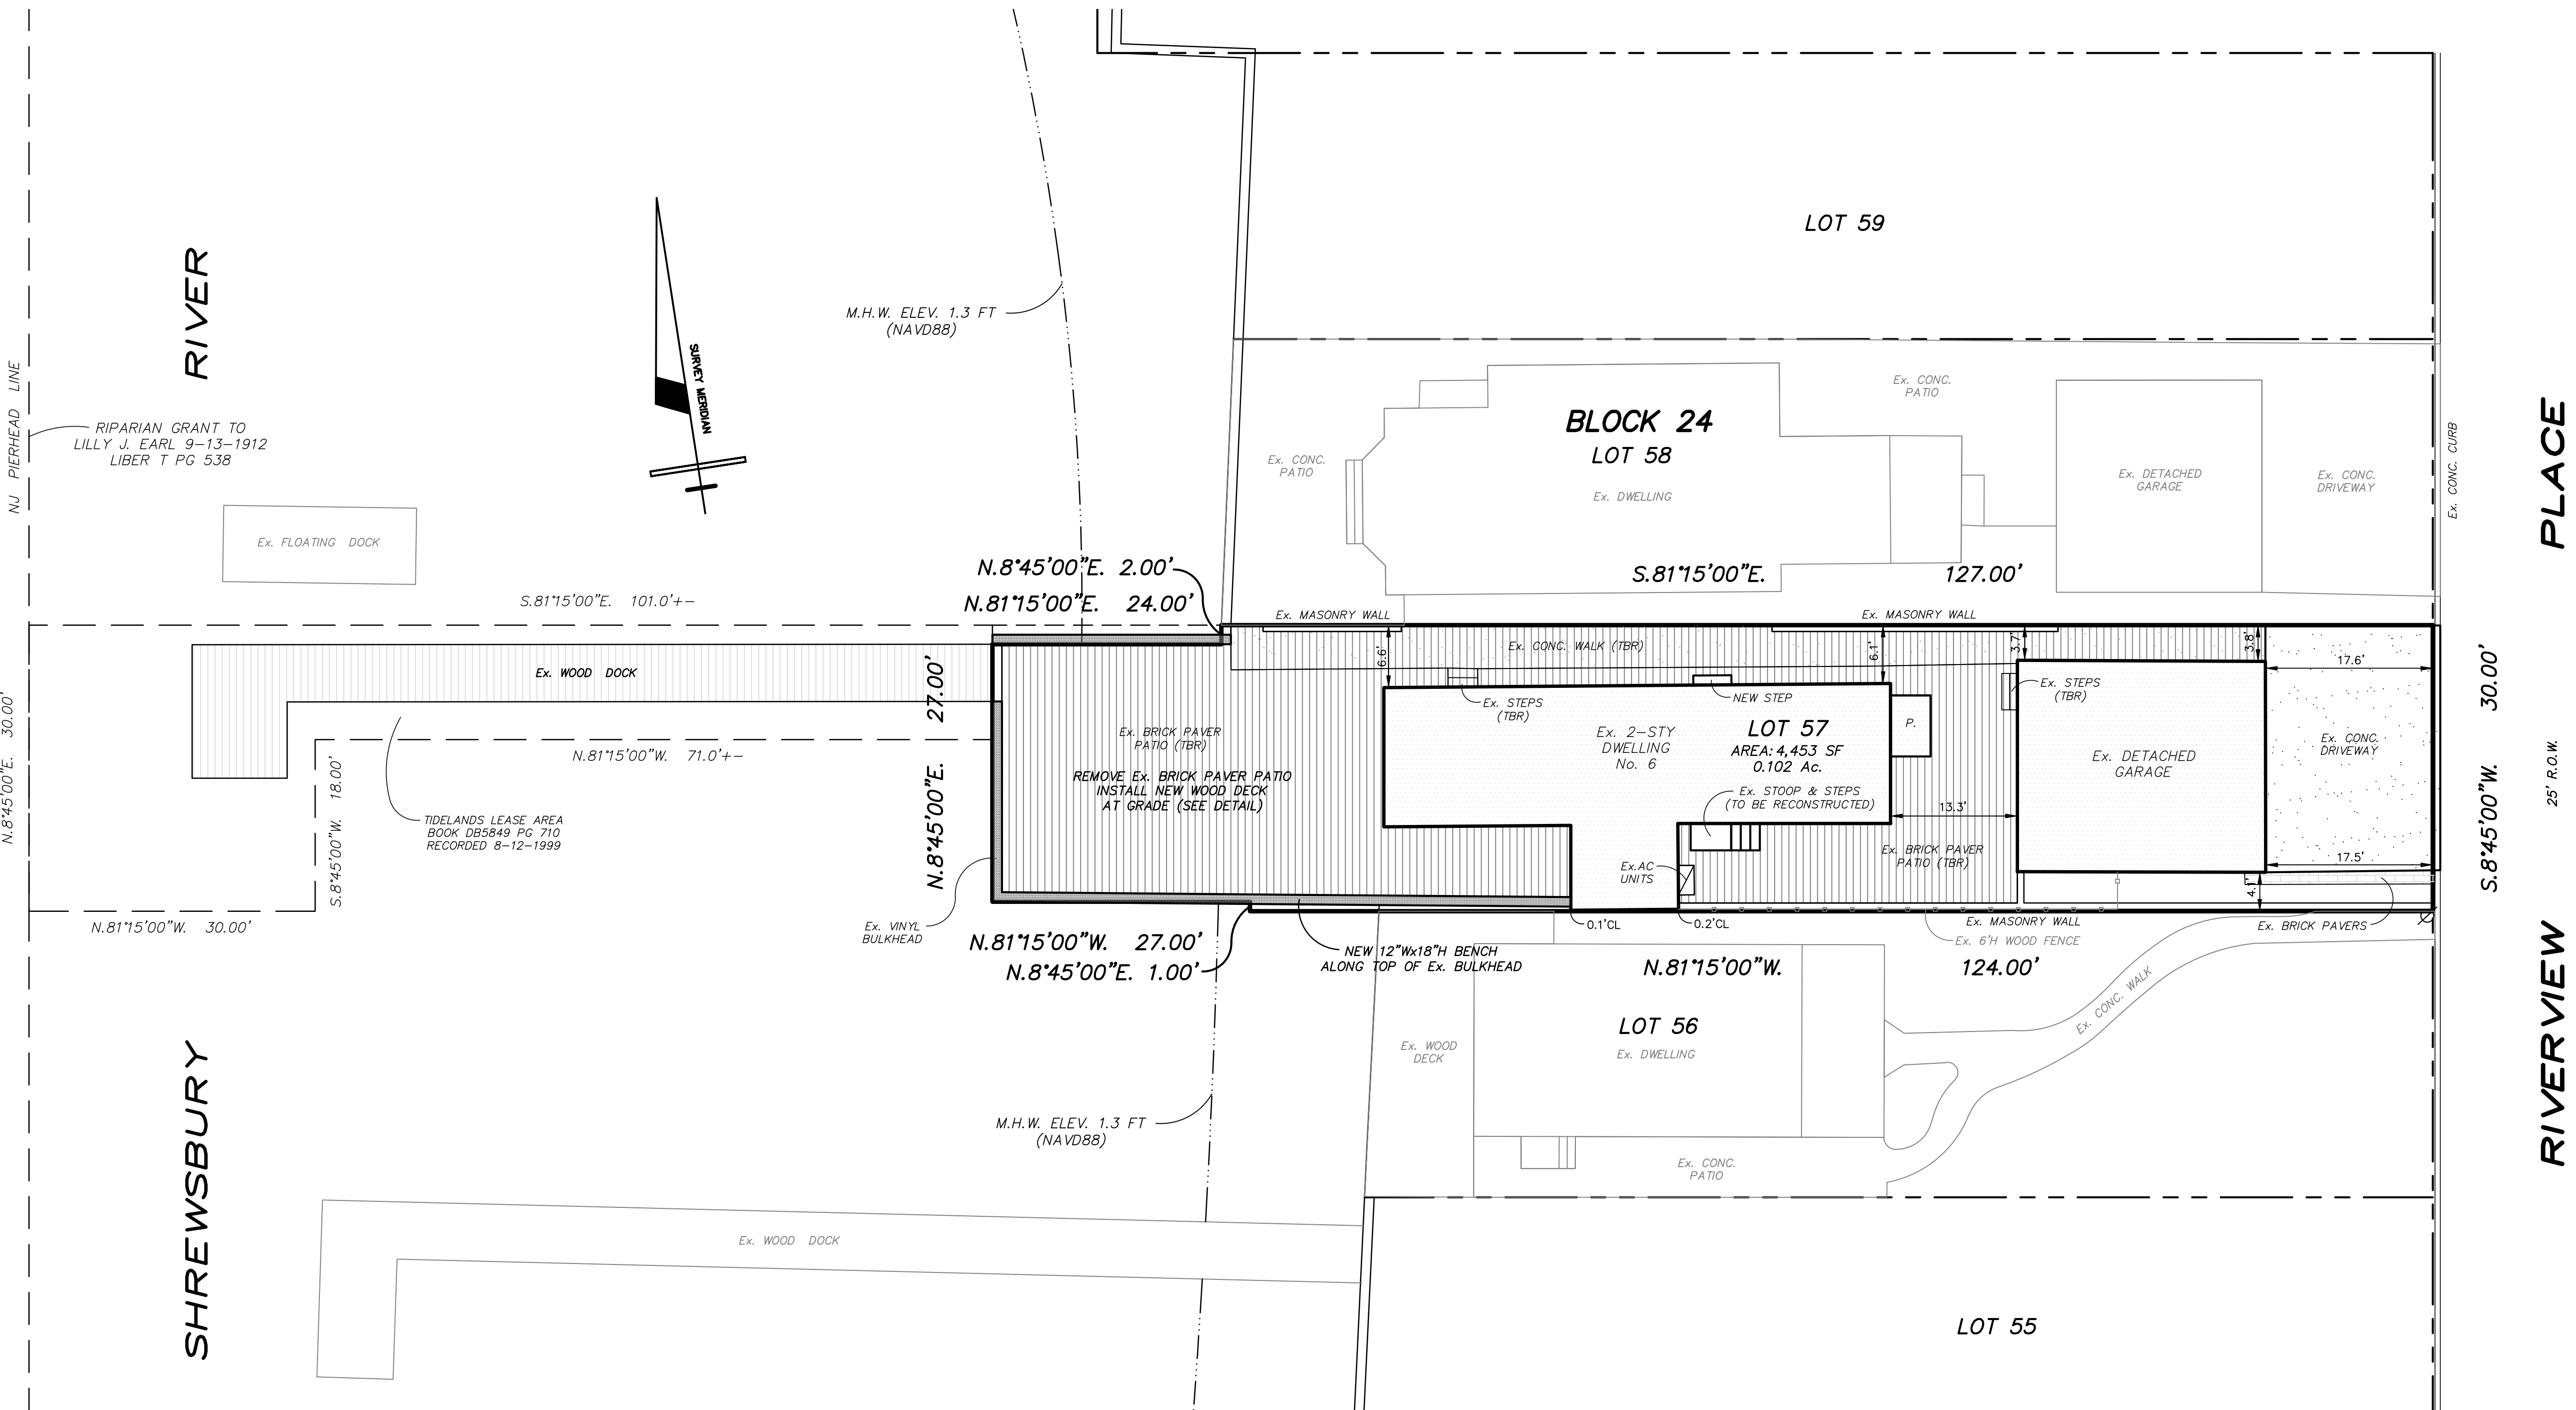 LOT 59
RIVER
M.H.W. ELEV. 1.3 FT
(NAVD88)
SURVEY MERIDIAN
NJ PIERHEAD LINE
RIPARIAN GRANT TO
LILLY J. EARL 9-13-1912
LIBER T PG 538
Ex. FLOATING DOCK
BLOCK 24
LOT 58
Ex. DWELLING
Ex. CONC.
PATIO
Ex. CONC.
PATIO
Ex. DETACHED
GARAGE
Ex. CONC.
DRIVEWAY
Ex. CONC. CURB
PLACE
N.8°45'00"E. 2.00'
N.81°15'00"E. 24.00'
S.81°15'00"E. 127.00'
S.81°15'00"E. 101.0'+-
Ex. MASONRY WALL
Ex. MASONRY WALL
Ex. CONC. WALK (TBR)
6.6'
6.1'
3.7'
3.8'
17.6'
Ex. WOOD DOCK
N.8°45'00"E. 27.00'
Ex. STEPS
(TBR)
NEW STEP
Ex. STEPS
(TBR)
P.
Ex. BRICK PAVER
PATIO (TBR)
REMOVE Ex. BRICK PAVER PATIO
INSTALL NEW WOOD DECK
AT GRADE (SEE DETAIL)
Ex. 2-STY
DWELLING
No. 6
LOT 57
AREA: 4,453 SF
0.102 Ac.
Ex. STOOP & STEPS
(TO BE RECONSTRUCTED)
13.3'
Ex. DETACHED
GARAGE
Ex. CONC.
DRIVEWAY
S.8°45'00"W. 30.00'
25' R.O.W.
N.8°45'00"E. 30.00'
N.81°15'00"W. 71.0'+-
S.8°45'00"W. 18.00'
TIDELANDS LEASE AREA
BOOK DB5849 PG 710
RECORDED 8-12-1999
N.81°15'00"W. 30.00'
Ex. BRICK PAVER
PATIO (TBR)
Ex.AC
UNITS
17.5'
4.1'
Ex. VINYL
BULKHEAD
N.81°15'00"W. 27.00'
N.8°45'00"E. 1.00'
0.1'CL
0.2'CL
Ex. MASONRY WALL
Ex. BRICK PAVERS
Ex. 6'H WOOD FENCE
NEW 12"Wx18"H BENCH
ALONG TOP OF Ex. BULKHEAD
N.81°15'00"W. 124.00'
Ex. CONC. WALK
LOT 56
Ex. DWELLING
Ex. WOOD
DECK
RIVERVIEW
SHREWSBURY
M.H.W. ELEV. 1.3 FT
(NAVD88)
Ex. CONC.
PATIO
Ex. WOOD DOCK
LOT 55